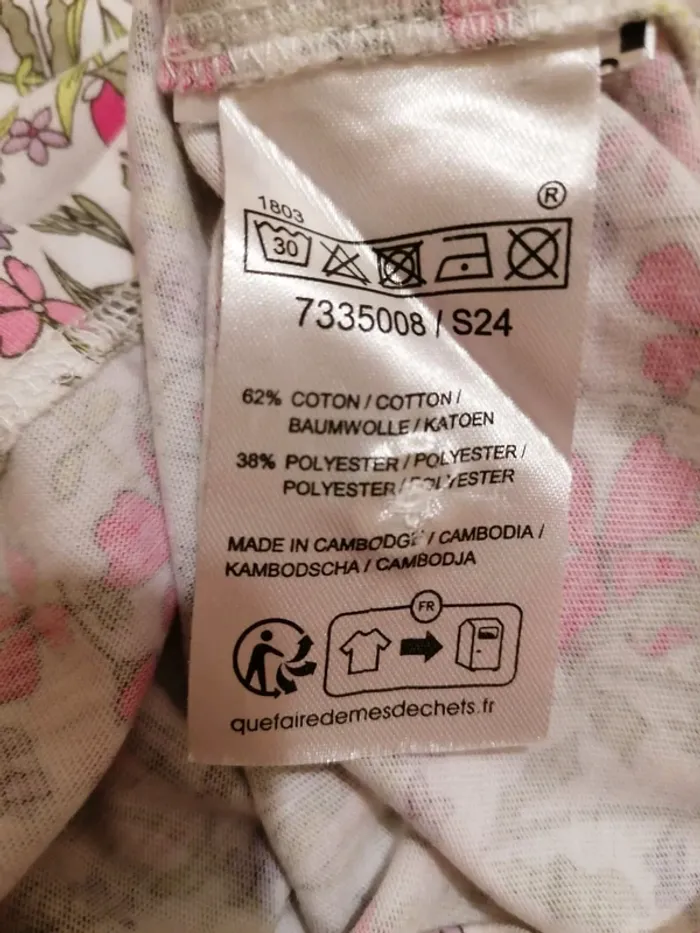 1803
®
30
7335008 / S24
62% COTON / COTTON /
BAUMWOLLE / KATOEN
38% POLYESTER / POLYESTER /
POLYESTER / POLYESTER
MADE IN CAMBODGE / CAMBODIA /
KAMBODSCHA / CAMBODJA
FR
quefairedemesdechets.fr